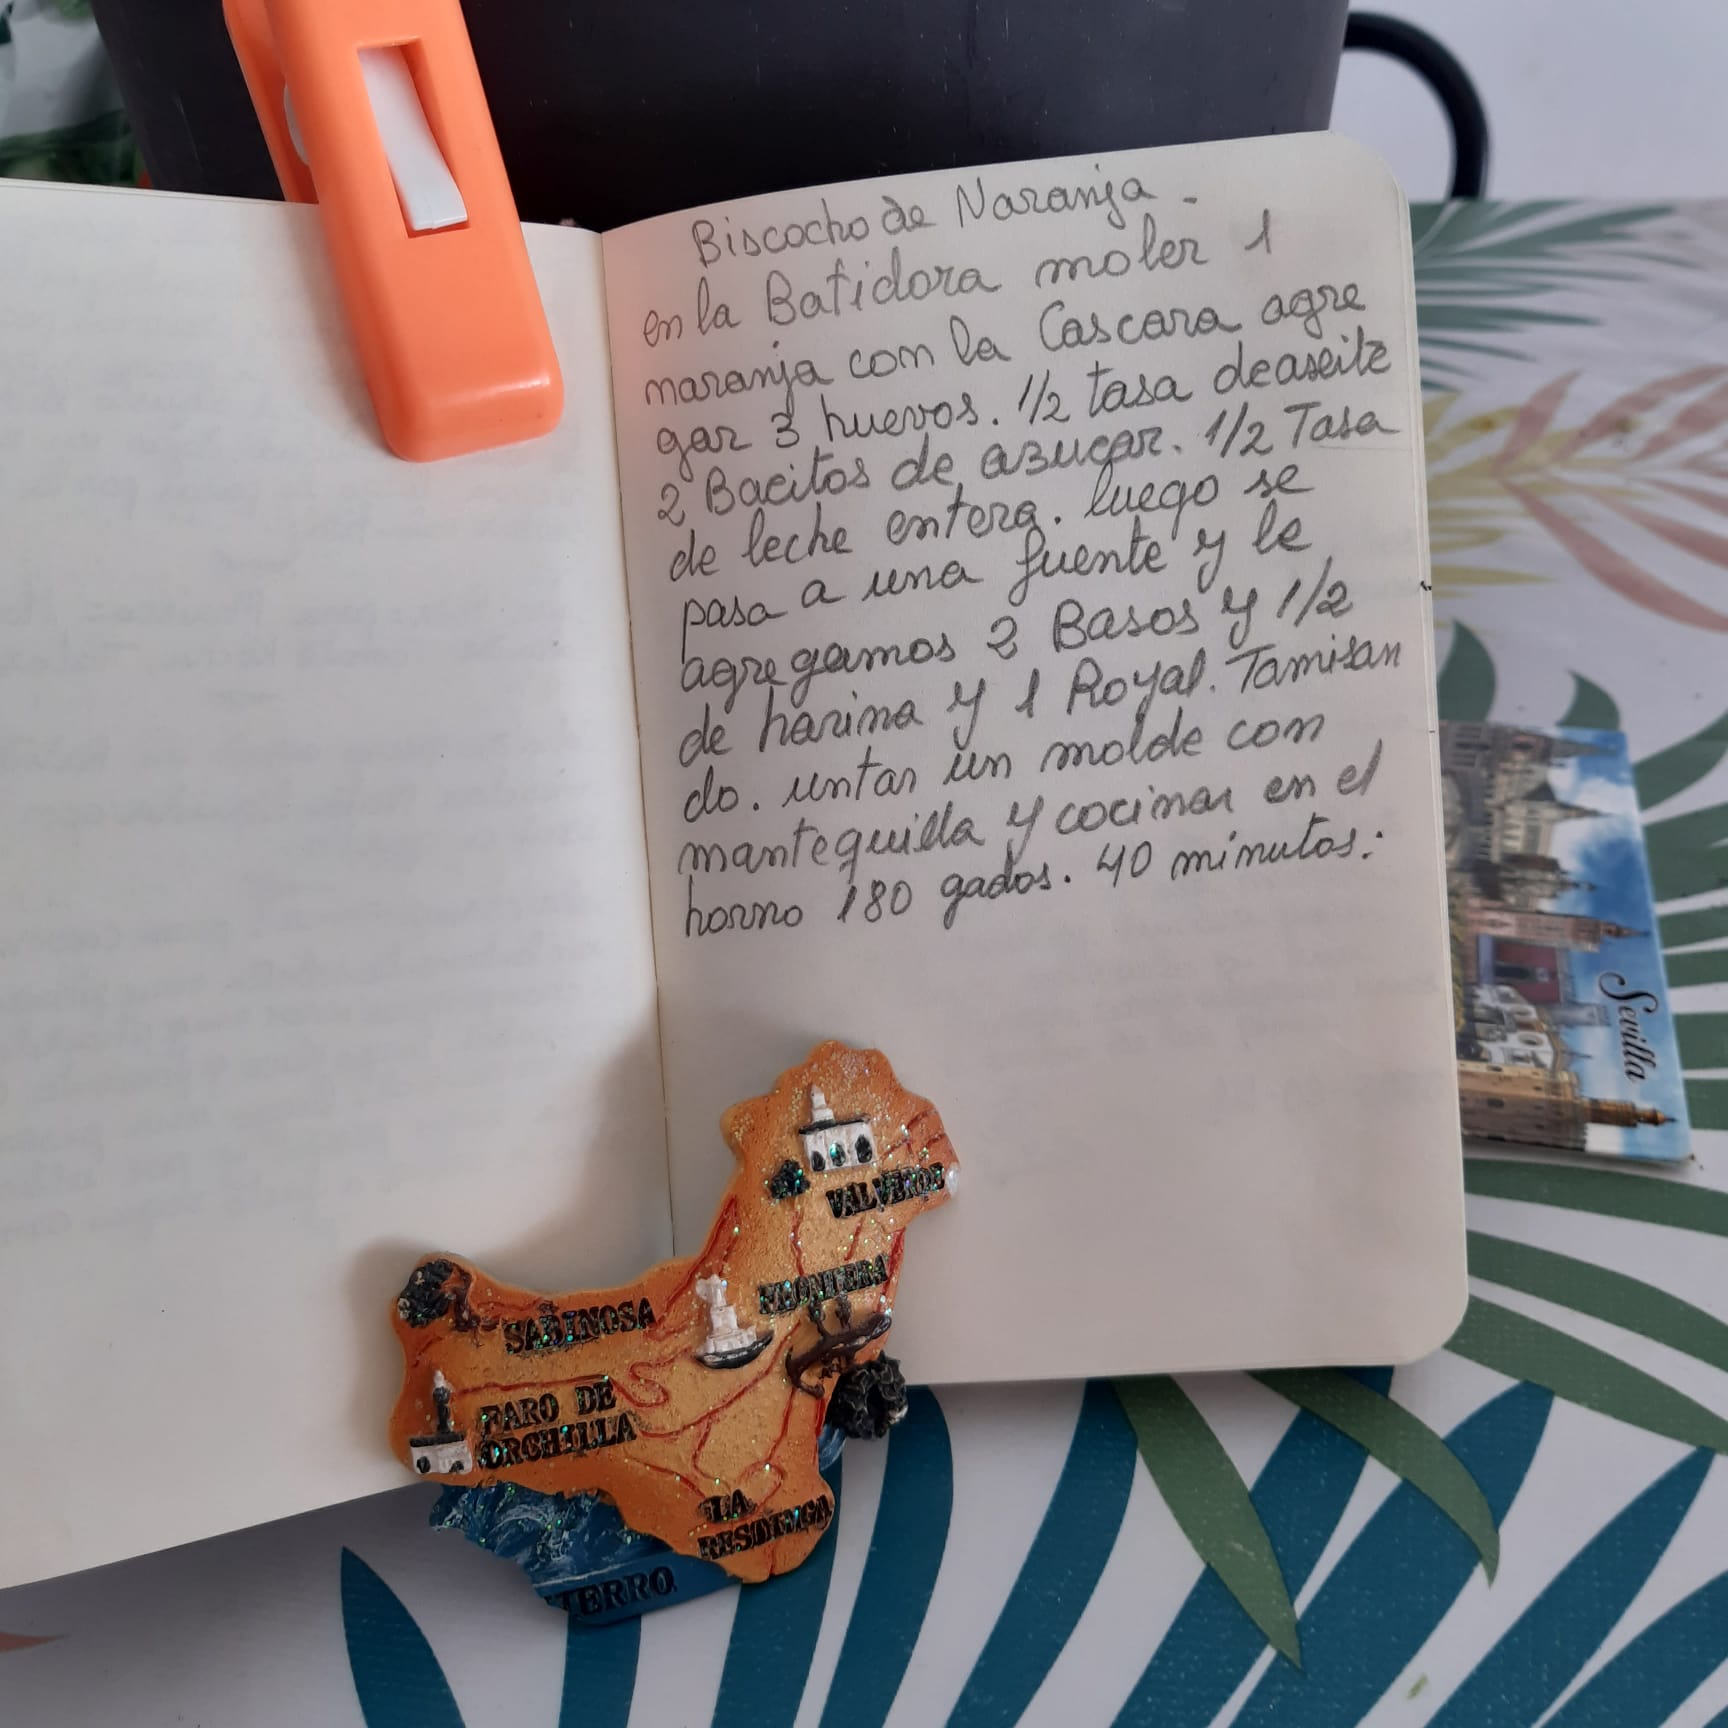 Biscocho de Naranja.
en la Batidora moler 1
naranja con la Cascara agre
gar 3 huevos. 1/2 tasa deaseite
2 Bacitos de azucar. 1/2 Tasa
de leche entera. luego se
pasa a una fuente y le
agregamos 2 Basos y 1/2
de harina y 1 Royal. Tamisan
do. untar un molde con
mantequilla y cocinar en el
horno 180 gados. 40 minutos.
Sevilla
VALVERDE
FRONTERA
SABINOSA
FARO DE
ORCHILLA
LA
RESTINGA
IERRO